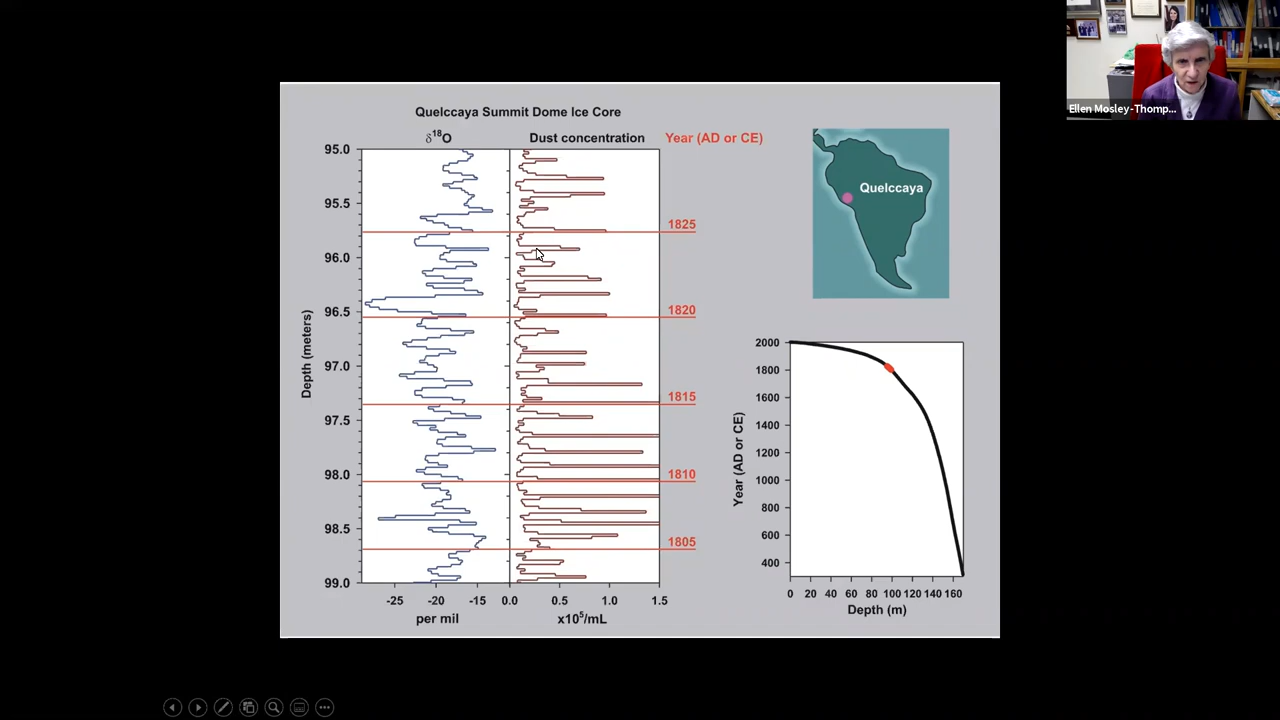 Ellen Mosley-Thomp...
Quelccaya Summit Dome Ice Core
δ18O Dust concentration Year (AD or CE)
95.0
95.5
96.0
96.5
97.0
97.5
98.0
98.5
99.0
Depth (meters)
1825
1820
1815
1810
1805
-25 -20 -15 0.0 0.5 1.0 1.5
per mil x10⁵/mL
Quelccaya
2000
1800
1600
1400
1200
1000
800
600
400
Year (AD or CE)
0 20 40 60 80 100 120 140 160
Depth (m)